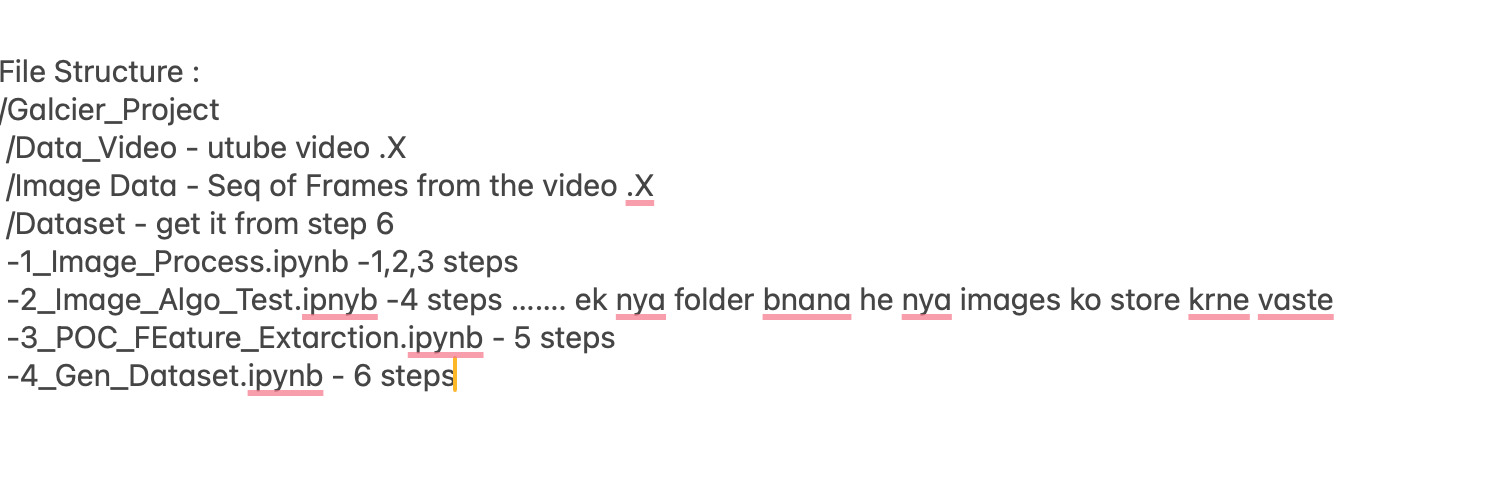 File Structure :
/Galcier_Project
/Data_Video - utube video .X
/Image Data - Seq of Frames from the video .X
/Dataset - get it from step 6
-1_Image_Process.ipynb -1,2,3 steps
-2_Image_Algo_Test.ipnyb -4 steps ....... ek nya folder bnana he nya images ko store krne vaste
-3_POC_FEature_Extarction.ipynb - 5 steps
-4_Gen_Dataset.ipynb - 6 steps